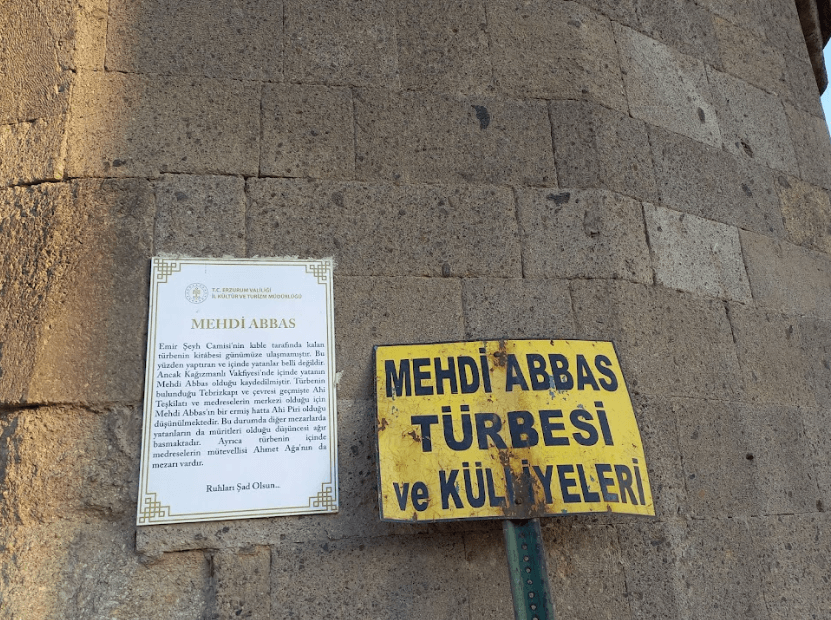 T.C. ERZURUM VALİLİĞİ
İL KÜLTÜR VE TURİZM MÜDÜRLÜĞÜ
MEHDİ ABBAS
Emir Şeyh Camisi'nin kıble tarafında kalan
türbenin kitâbesi günümüze ulaşmamıştır. Bu
yüzden yaptıran ve içinde yatanlar belli değildir.
Ancak Kağızmanlı Vakfiyesi'nde içinde yatanın
Mehdi Abbas olduğu kaydedilmiştir. Türbenin
bulunduğu Tebrizkapı ve çevresi geçmişte Ahi
Teşkilatı ve medreselerin merkezi olduğu için
Mehdi Abbas'ın bir ermiş hatta Ahi Piri olduğu
düşünülmektedir. Bu durumda diğer mezarlarda
yatanların da müritleri olduğu düşüncesi ağır
basmaktadır. Ayrıca türbenin içinde
medreselerin mütevellisi Ahmet Ağa'nın da
mezarı vardır.
Ruhları Şad Olsun...
MEHDİ ABBAS
TÜRBESİ
ve KÜLLİYELERİ